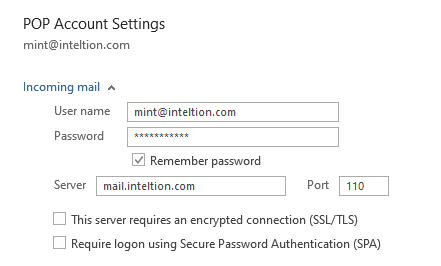 POP Account Settings
mint@inteltion.com
Incoming mail
User name mint@inteltion.com
Password ***********
Remember password
Server mail.inteltion.com Port 110
This server requires an encrypted connection (SSL/TLS)
Require logon using Secure Password Authentication (SPA)